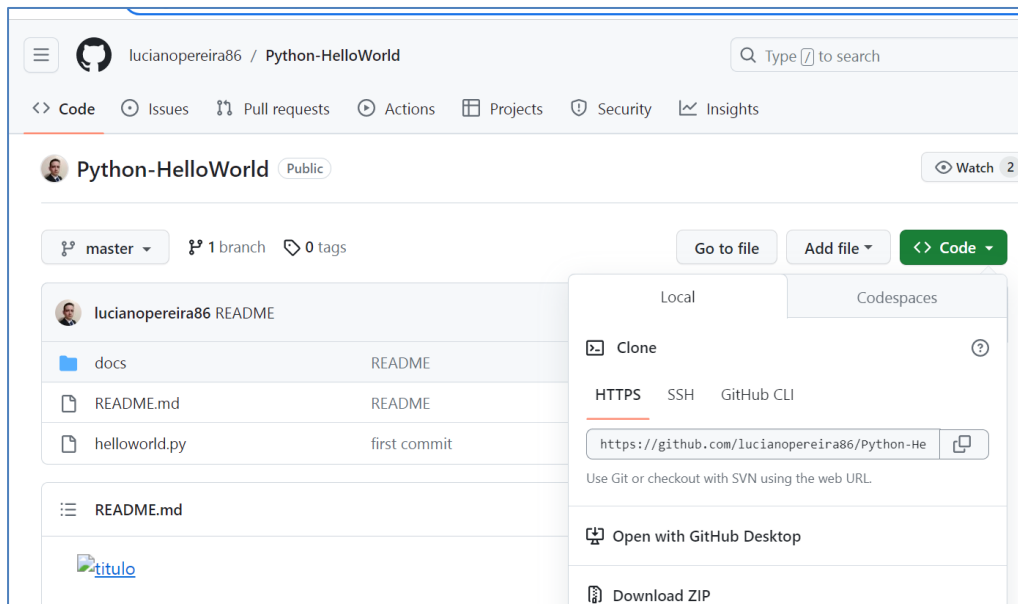 lucianopereira86 / Python-HelloWorld
Type / to search
Code Issues Pull requests Actions Projects Security Insights
Python-HelloWorld Public
Watch 2
master 1 branch 0 tags
Go to file Add file Code
lucianopereira86 README
docs README
README.md README
helloworld.py first commit
README.md
titulo
Local Codespaces
Clone
HTTPS SSH GitHub CLI
https://github.com/lucianopereira86/Python-He
Use Git or checkout with SVN using the web URL.
Open with GitHub Desktop
Download ZIP